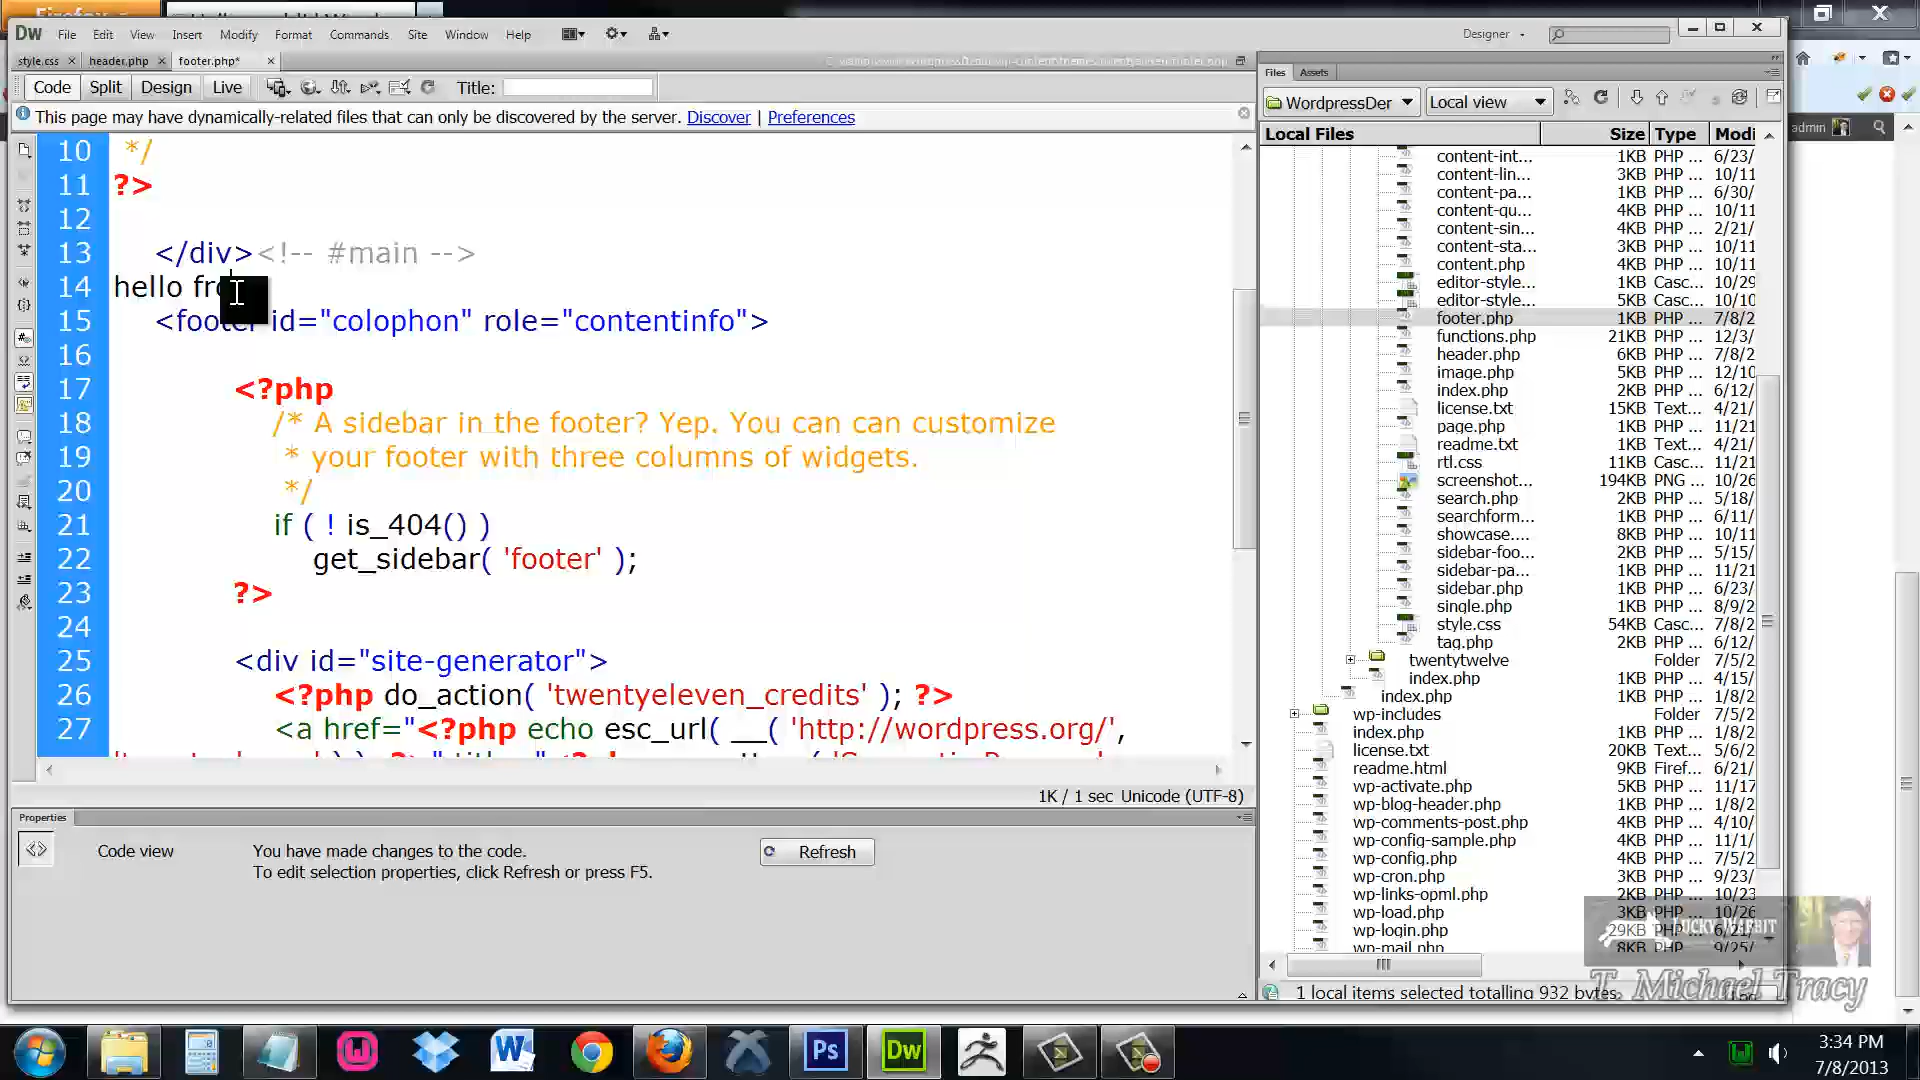 Firefox
Dw File Edit View Insert Modify Format Commands Site Window Help Designer
style.css header.php footer.php*
Code Split Design Live Title:
This page may have dynamically-related files that can only be discovered by the server. Discover | Preferences
10 */
11 ?>
12
13 </div><!-- #main -->
14 hello fro
15 <footer id="colophon" role="contentinfo">
16
17 <?php
18 /* A sidebar in the footer? Yep. You can can customize
19 * your footer with three columns of widgets.
20 */
21 if ( ! is_404() )
22 get_sidebar( 'footer' );
23 ?>
24
25 <div id="site-generator">
26 <?php do_action( 'twentyeleven_credits' ); ?>
27 <a href="<?php echo esc_url( __( 'http://wordpress.org/',
1K / 1 sec Unicode (UTF-8)
Properties
Code view You have made changes to the code. Refresh
To edit selection properties, click Refresh or press F5.
Files Assets
WordpressDer Local view
Local Files Size Type Modi
content-int... 1KB PHP ... 6/23/
content-lin... 3KB PHP ... 10/11
content-pa... 1KB PHP ... 6/30/
content-qu... 4KB PHP ... 10/11
content-sin... 4KB PHP ... 2/21/
content-sta... 3KB PHP ... 10/11
content.php 4KB PHP ... 10/11
editor-style... 1KB Casc... 10/29
editor-style... 5KB Casc... 10/10
footer.php 1KB PHP ... 7/8/2
functions.php 21KB PHP ... 12/3/
header.php 6KB PHP ... 7/8/2
image.php 5KB PHP ... 12/10
index.php 2KB PHP ... 6/12/
license.txt 15KB Text... 4/21/
page.php 1KB PHP ... 11/21
readme.txt 1KB Text... 4/21/
rtl.css 11KB Casc... 11/21
screenshot... 194KB PNG ... 10/26
search.php 2KB PHP ... 5/18/
searchform... 1KB PHP ... 6/11/
showcase.... 8KB PHP ... 10/11
sidebar-foo... 2KB PHP ... 5/15/
sidebar-pa... 1KB PHP ... 11/21
sidebar.php 1KB PHP ... 6/23/
single.php 1KB PHP ... 8/9/2
style.css 54KB Casc... 7/8/2
tag.php 2KB PHP ... 6/12/
twentytwelve Folder 7/5/2
index.php 1KB PHP ... 4/15/
index.php 1KB PHP ... 1/8/2
wp-includes Folder 7/5/2
index.php 1KB PHP ... 1/8/2
license.txt 20KB Text... 5/6/2
readme.html 9KB Firef... 6/21/
wp-activate.php 5KB PHP ... 11/17
wp-blog-header.php 1KB PHP ... 1/8/2
wp-comments-post.php 4KB PHP ... 4/10/
wp-config-sample.php 4KB PHP ... 11/1/
wp-config.php 4KB PHP ... 7/5/2
wp-cron.php 3KB PHP ... 9/23/
wp-links-opml.php 2KB PHP ... 10/23
wp-load.php 3KB PHP ... 10/26
wp-login.php 29KB PHP ... 6/21/
wp-mail.php 8KB PHP ... 9/25/
1 local items selected totalling 932 bytes.
admin
T. Michael Tracy
W Ps Dw
3:34 PM
7/8/2013